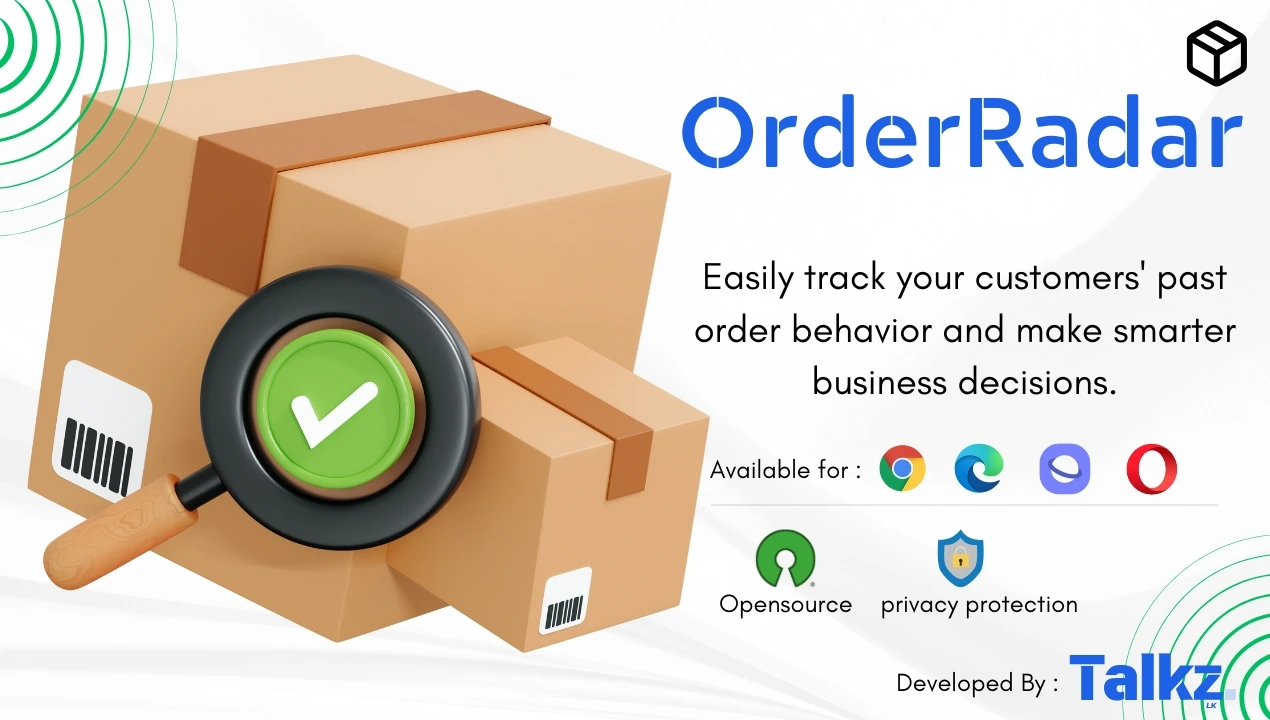 OrderRadar
Easily track your customers' past
order behavior and make smarter
business decisions.
Available for :
Opensource
privacy protection
Developed By : Talkz
LK